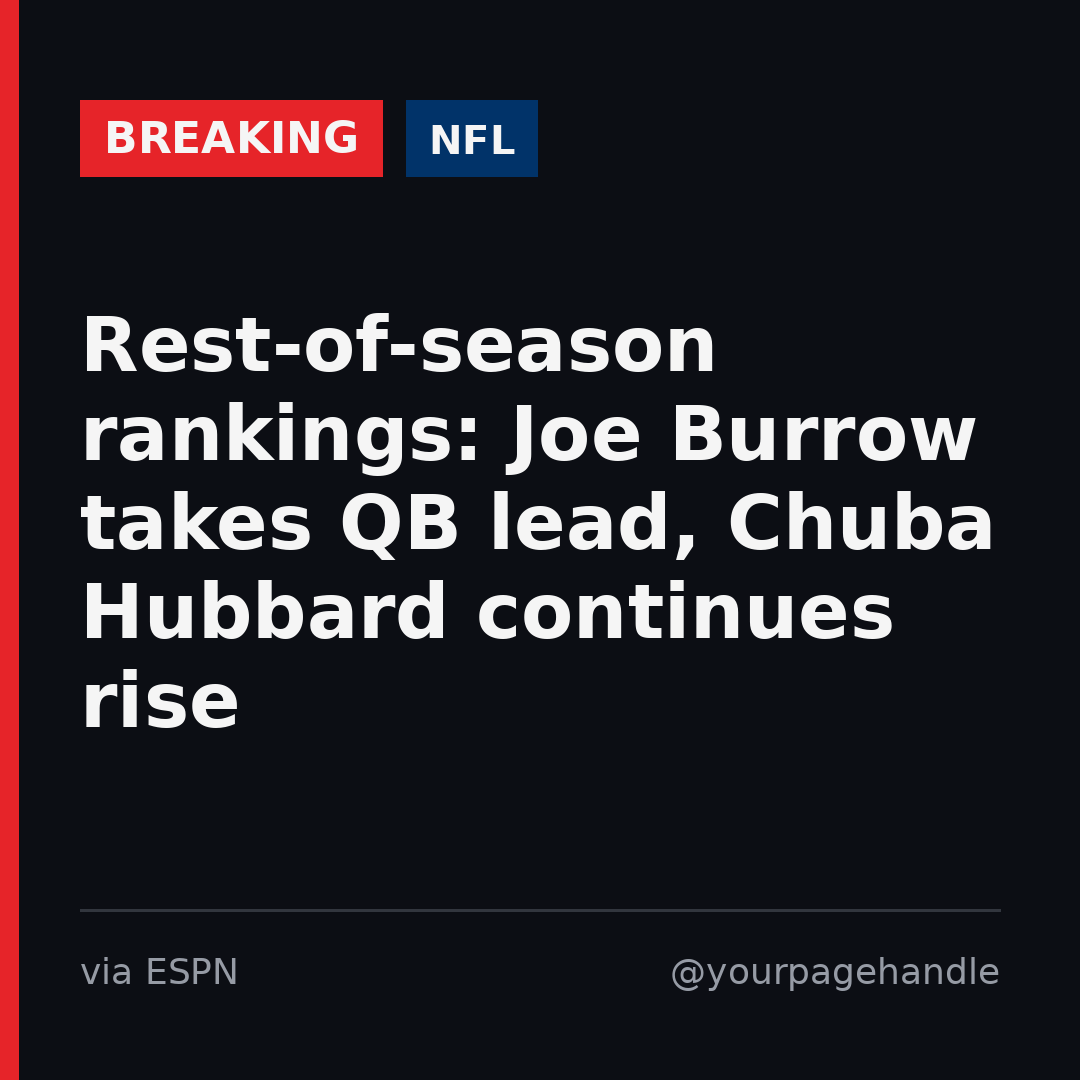 BREAKING NFL
Rest-of-season
rankings: Joe Burrow
takes QB lead, Chuba
Hubbard continues
rise
via ESPN @yourpagehandle